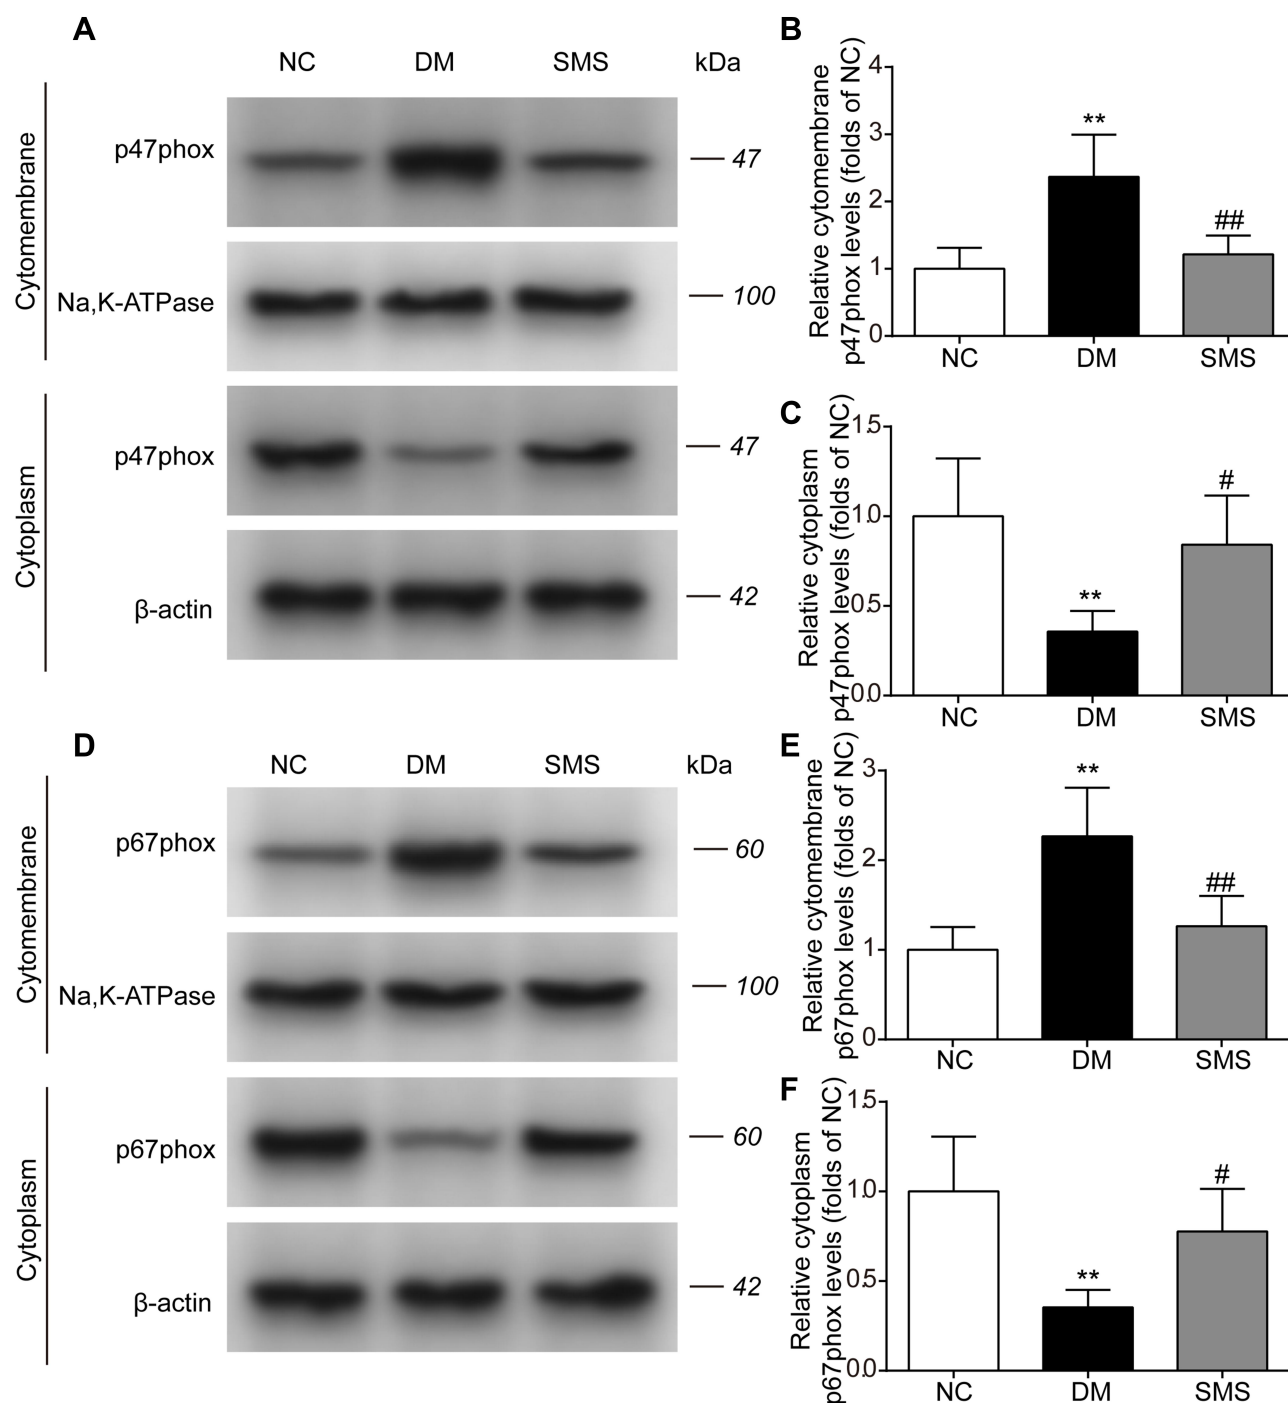 A
NC DM SMS kDa
Cytomembrane
p47phox
47
Na,K-ATPase
100
Cytoplasm
p47phox
47
β-actin
42
B
Relative cytomembrane
p47phox levels (folds of NC)
4
3
2
1
0
**
##
NC DM SMS
C
Relative cytoplasm
p47phox levels (folds of NC)
1.5
1.0
0.5
0.0
**
#
NC DM SMS
D
NC DM SMS kDa
Cytomembrane
p67phox
60
Na,K-ATPase
100
Cytoplasm
p67phox
60
β-actin
42
E
Relative cytomembrane
p67phox levels (folds of NC)
3
2
1
0
**
##
NC DM SMS
F
Relative cytoplasm
p67phox levels (folds of NC)
1.5
1.0
0.5
0.0
**
#
NC DM SMS